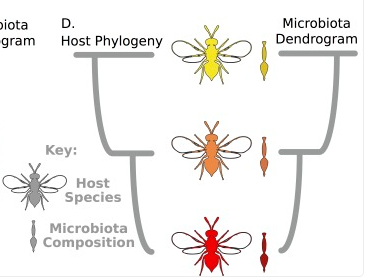 biota
gram
D.
Host Phylogeny
Microbiota
Dendrogram
Key:
Host
Species
Microbiota
Composition